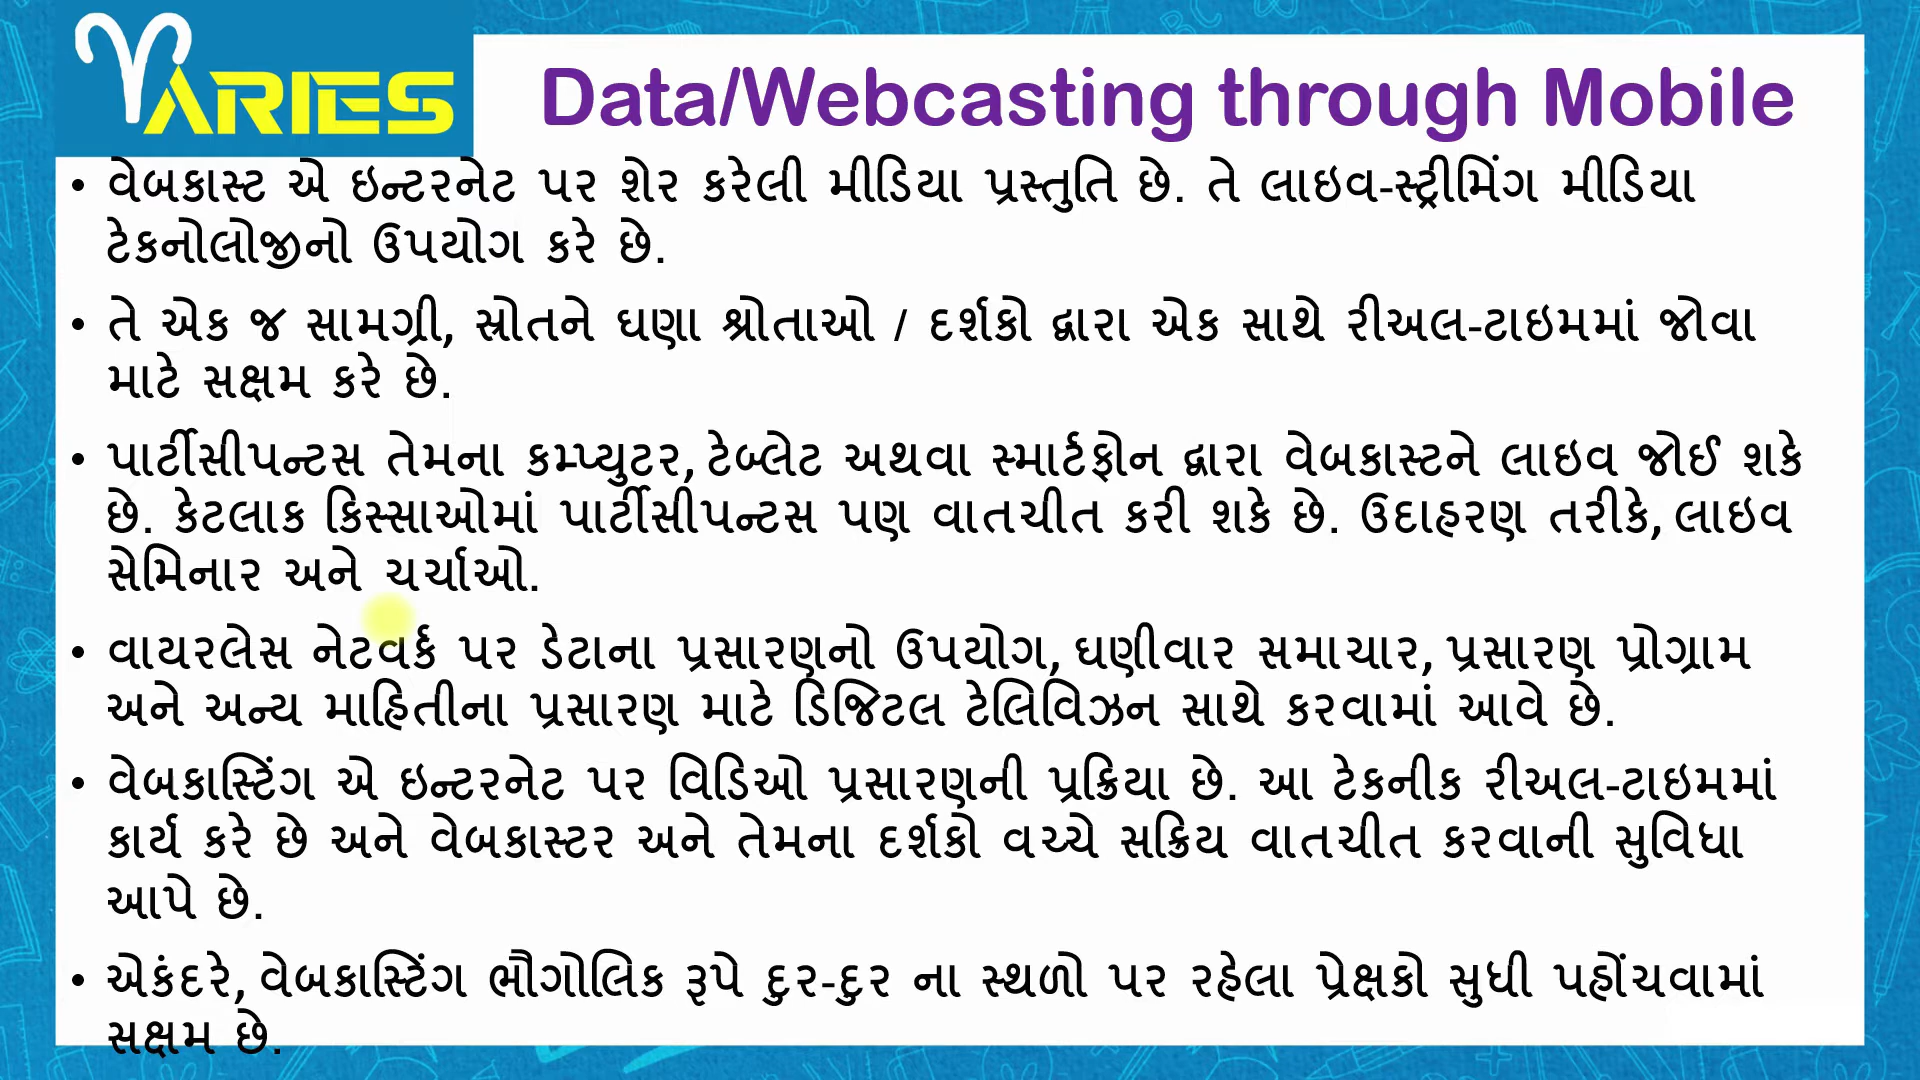 ARIES
Data/Webcasting through Mobile
• વેબકાસ્ટ એ ઇન્ટરનેટ પર શેર કરેલી મીડિયા પ્રસ્તુતિ છે. તે લાઇવ-સ્ટ્રીમિંગ મીડિયા
ટેકનોલોજીનો ઉપયોગ કરે છે.
• તે એક જ સામગ્રી, સ્રોતને ઘણા શ્રોતાઓ / દર્શકો દ્વારા એક સાથે રીઅલ-ટાઇમમાં જોવા
માટે સક્ષમ કરે છે.
• પાર્ટીસીપન્ટસ તેમના કમ્પ્યુટર, ટેબ્લેટ અથવા સ્માર્ટફોન દ્વારા વેબકાસ્ટને લાઇવ જોઈ શકે
છે. કેટલાક કિસ્સાઓમાં પાર્ટીસીપન્ટસ પણ વાતચીત કરી શકે છે. ઉદાહરણ તરીકે, લાઇવ
સેમિનાર અને ચર્ચાઓ.
• વાયરલેસ નેટવર્ક પર ડેટાના પ્રસારણનો ઉપયોગ, ઘણીવાર સમાચાર, પ્રસારણ પ્રોગ્રામ
અને અન્ય માહિતીના પ્રસારણ માટે ડિજિટલ ટેલિવિઝન સાથે કરવામાં આવે છે.
• વેબકાસ્ટિંગ એ ઇન્ટરનેટ પર વિડિઓ પ્રસારણની પ્રક્રિયા છે. આ ટેકનીક રીઅલ-ટાઇમમાં
કાર્ય કરે છે અને વેબકાસ્ટર અને તેમના દર્શકો વચ્ચે સક્રિય વાતચીત કરવાની સુવિધા
આપે છે.
• એકંદરે, વેબકાસ્ટિંગ ભૌગોલિક રૂપે દુર-દુર ના સ્થળો પર રહેલા પ્રેક્ષકો સુધી પહોંચવામાં
સક્ષમ છે.